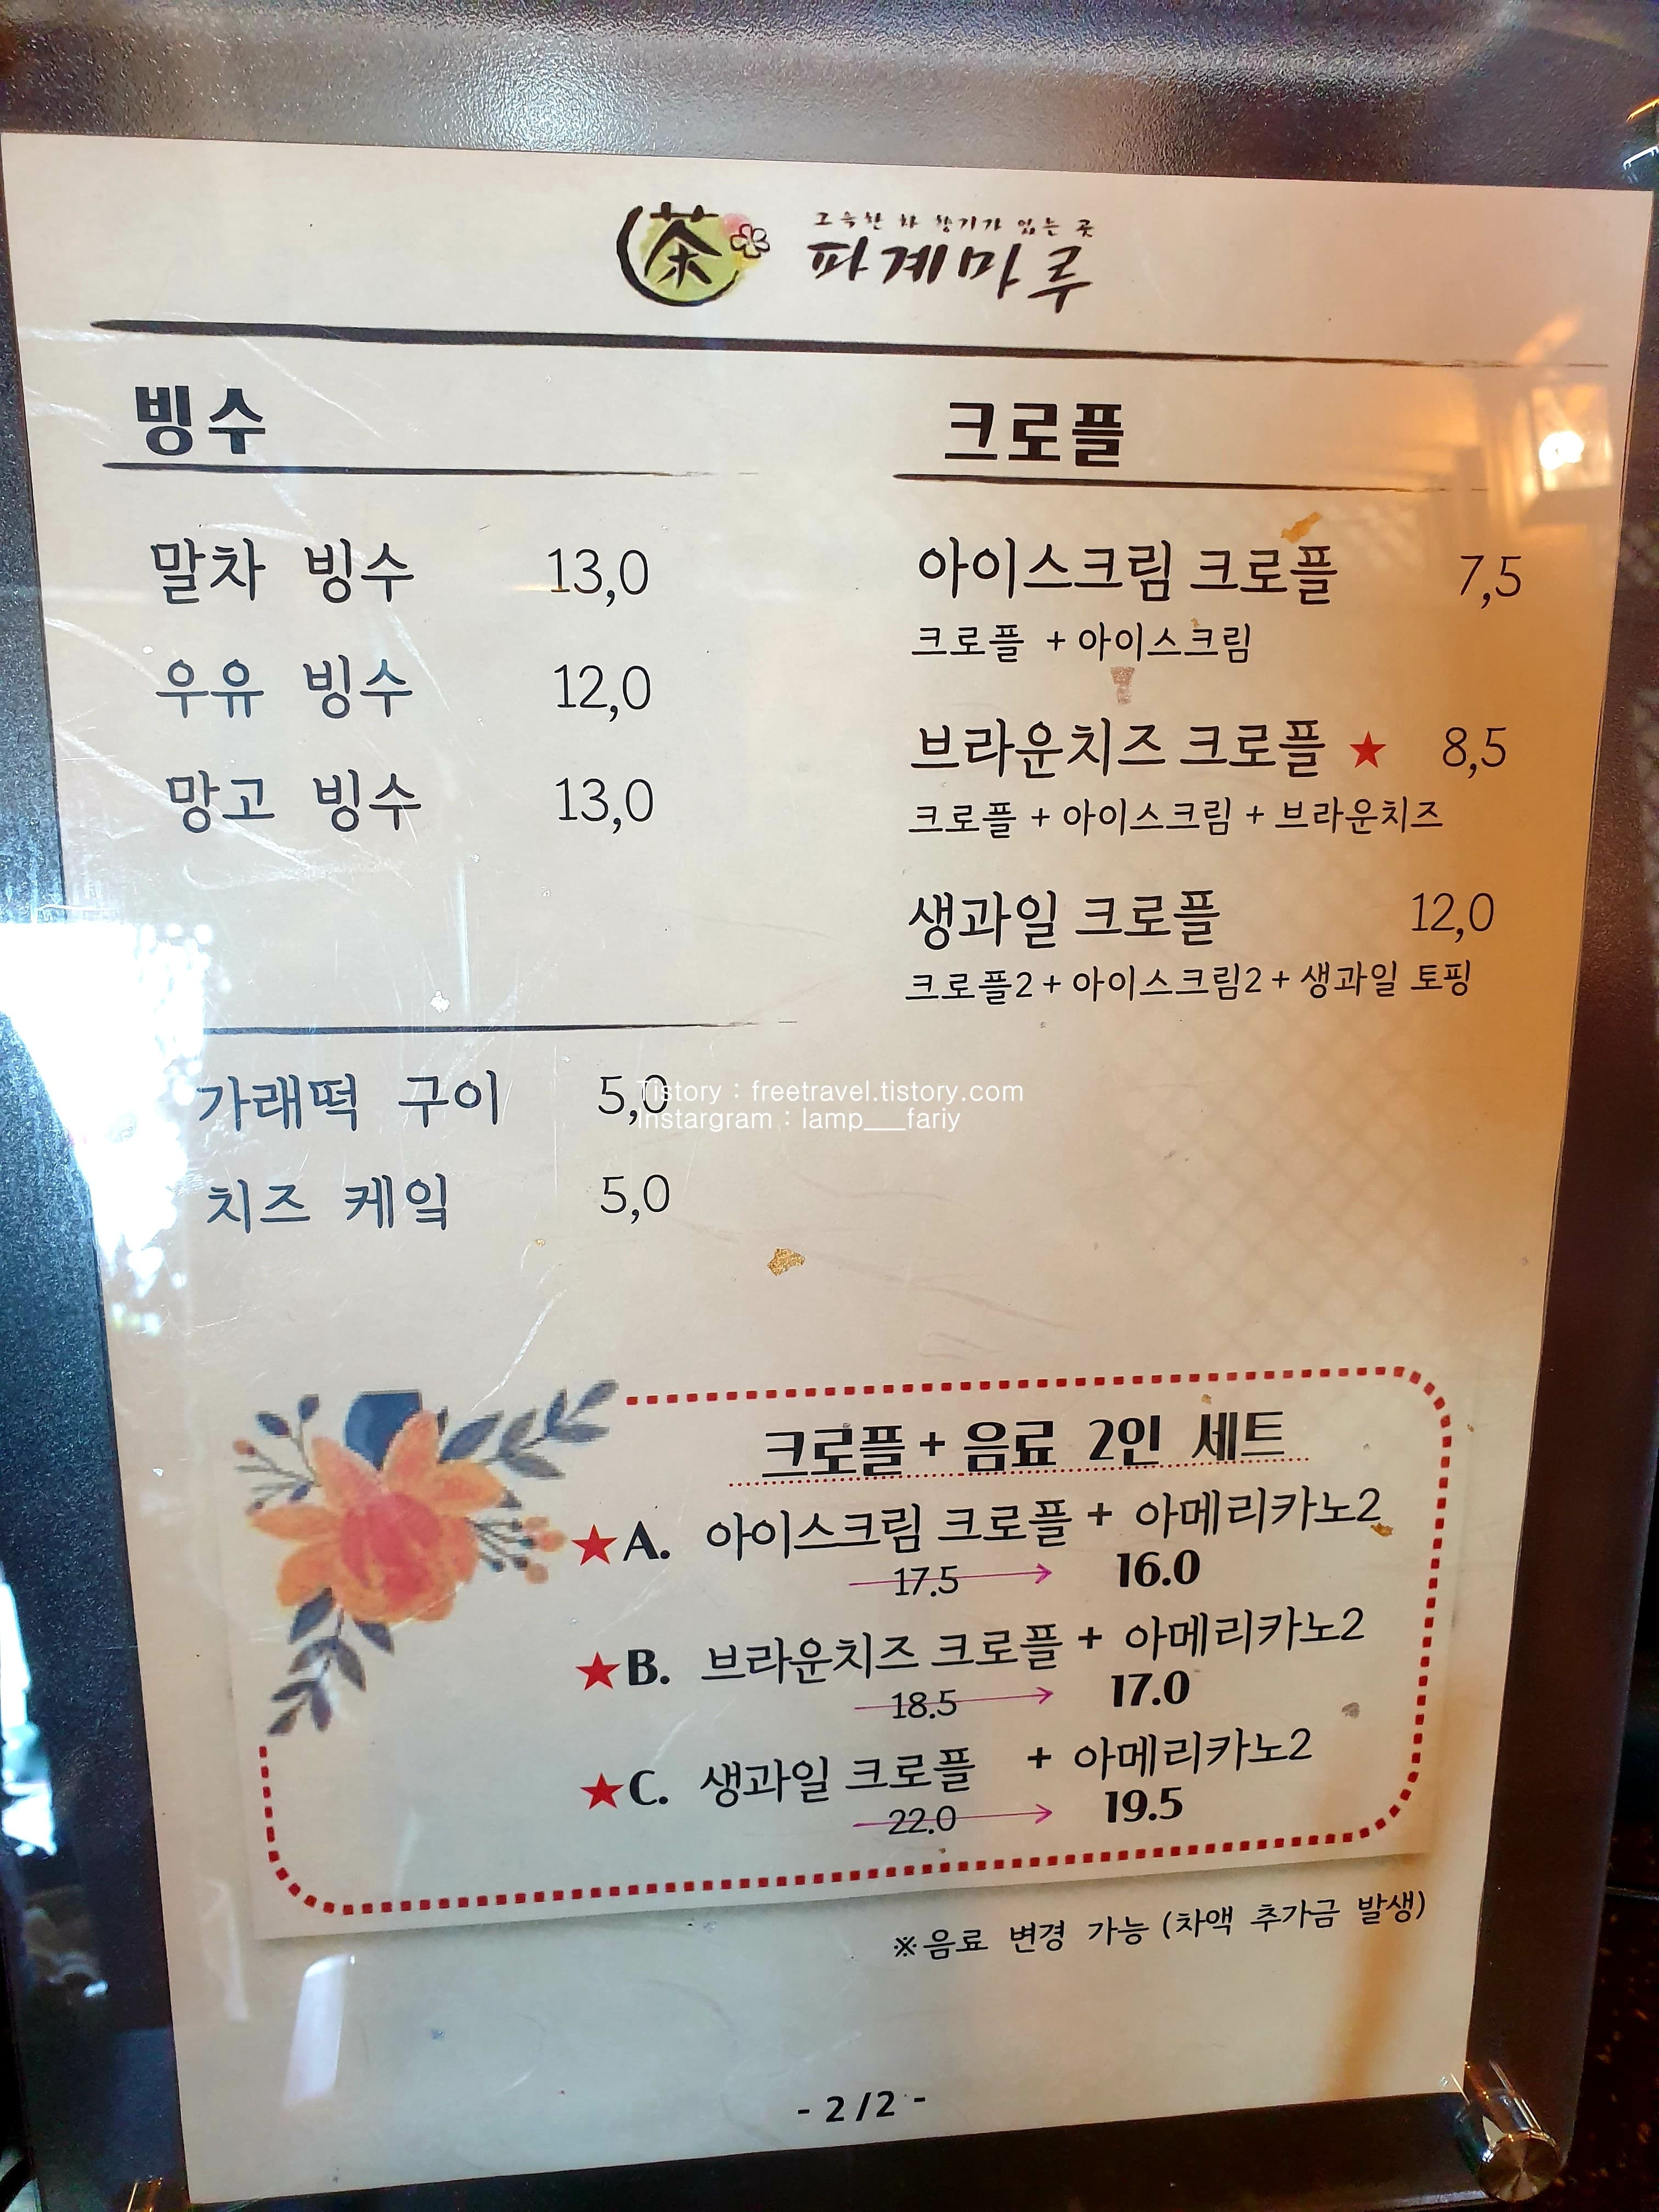 茶
그윽한 차 향기가 있는 곳
파계마루
빙수
말차 빙수 13,0
우유 빙수 12,0
망고 빙수 13,0
크로플
아이스크림 크로플 7,5
크로플 + 아이스크림
브라운치즈 크로플 ★ 8,5
크로플 + 아이스크림 + 브라운치즈
생과일 크로플 12,0
크로플2 + 아이스크림2 + 생과일 토핑
가래떡 구이 5,0
치즈 케잌 5,0
Tistory : freetravel.tistory.com
Instargram : lamp___fariy
크로플 + 음료 2인 세트
★A. 아이스크림 크로플 + 아메리카노2
17.5 → 16.0
★B. 브라운치즈 크로플 + 아메리카노2
18.5 → 17.0
★C. 생과일 크로플 + 아메리카노2
22.0 → 19.5
※음료 변경 가능 (차액 추가금 발생)
- 2/2 -